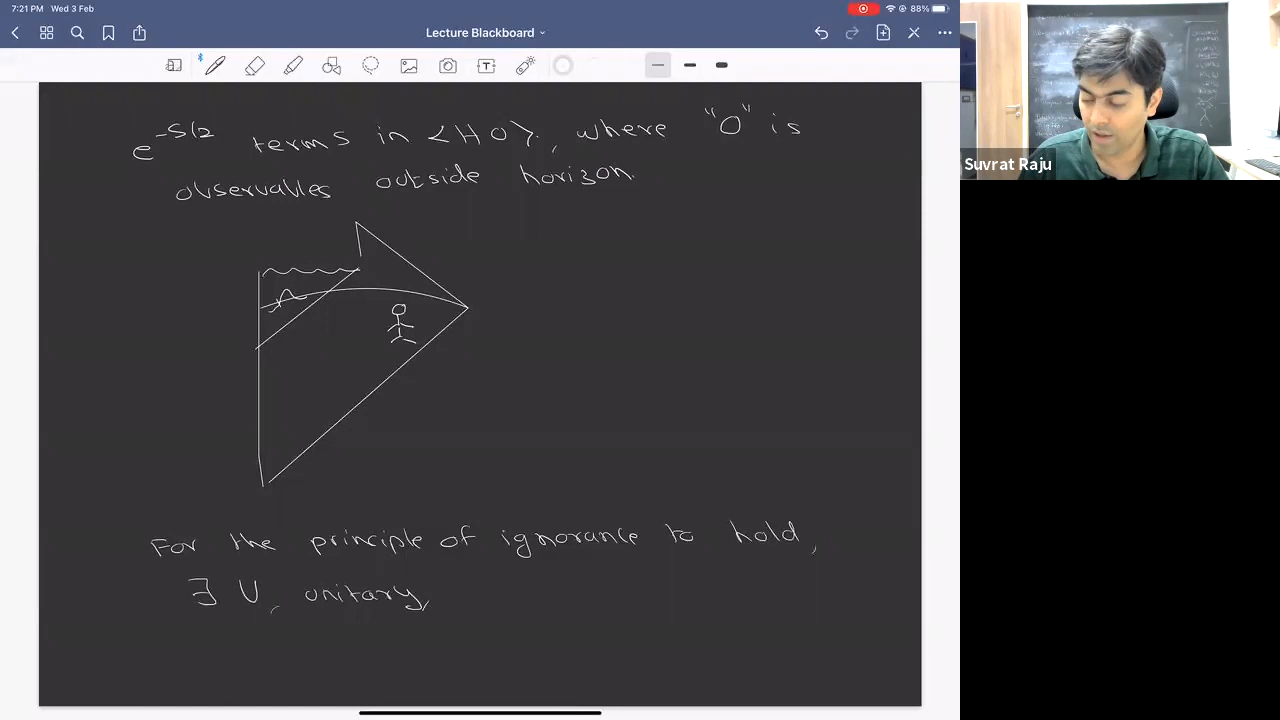 7:21 PM Wed 3 Feb
88%
Lecture Blackboard
e^{-S/2} terms in <H O>, where "O" is
observables outside horizon.
For the principle of ignorance to hold,
∃ U, unitary,
Suvrat Raju